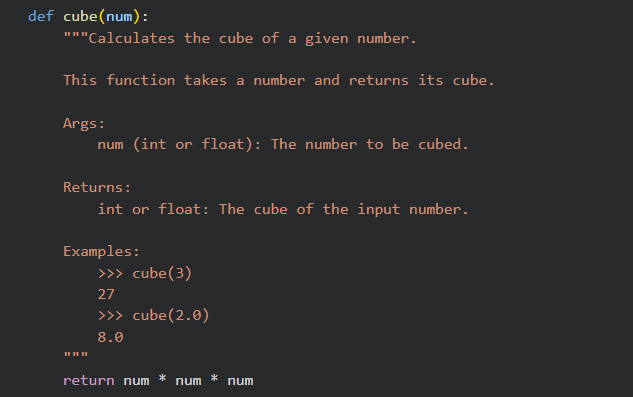 def cube(num):
    """Calculates the cube of a given number.

    This function takes a number and returns its cube.

    Args:
        num (int or float): The number to be cubed.

    Returns:
        int or float: The cube of the input number.

    Examples:
        >>> cube(3)
        27
        >>> cube(2.0)
        8.0
    """
    return num * num * num